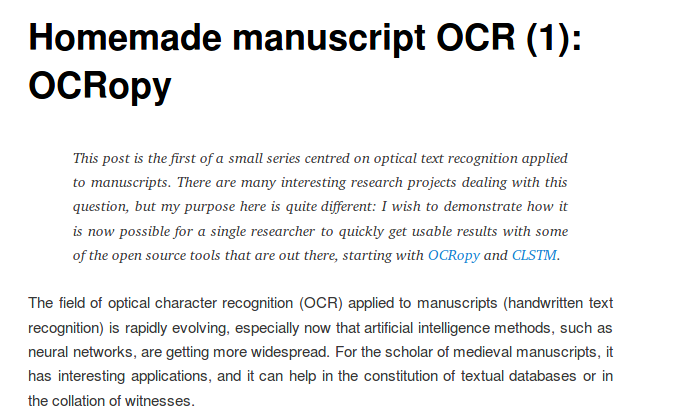 Homemade manuscript OCR (1):
OCRopy
This post is the first of a small series centred on optical text recognition applied
to manuscripts. There are many interesting research projects dealing with this
question, but my purpose here is quite different: I wish to demonstrate how it
is now possible for a single researcher to quickly get usable results with some
of the open source tools that are out there, starting with OCRopy and CLSTM.
The field of optical character recognition (OCR) applied to manuscripts (handwritten text
recognition) is rapidly evolving, especially now that artificial intelligence methods, such as
neural networks, are getting more widespread. For the scholar of medieval manuscripts, it
has interesting applications, and it can help in the constitution of textual databases or in
the collation of witnesses.